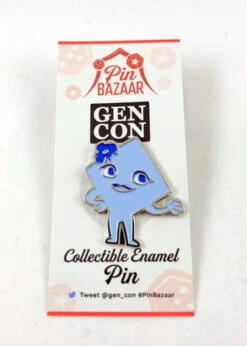 Pin
BAZAAR
GEN
CON
Collectible Enamel
Pin
Tweet @gen_con #PinBazaar